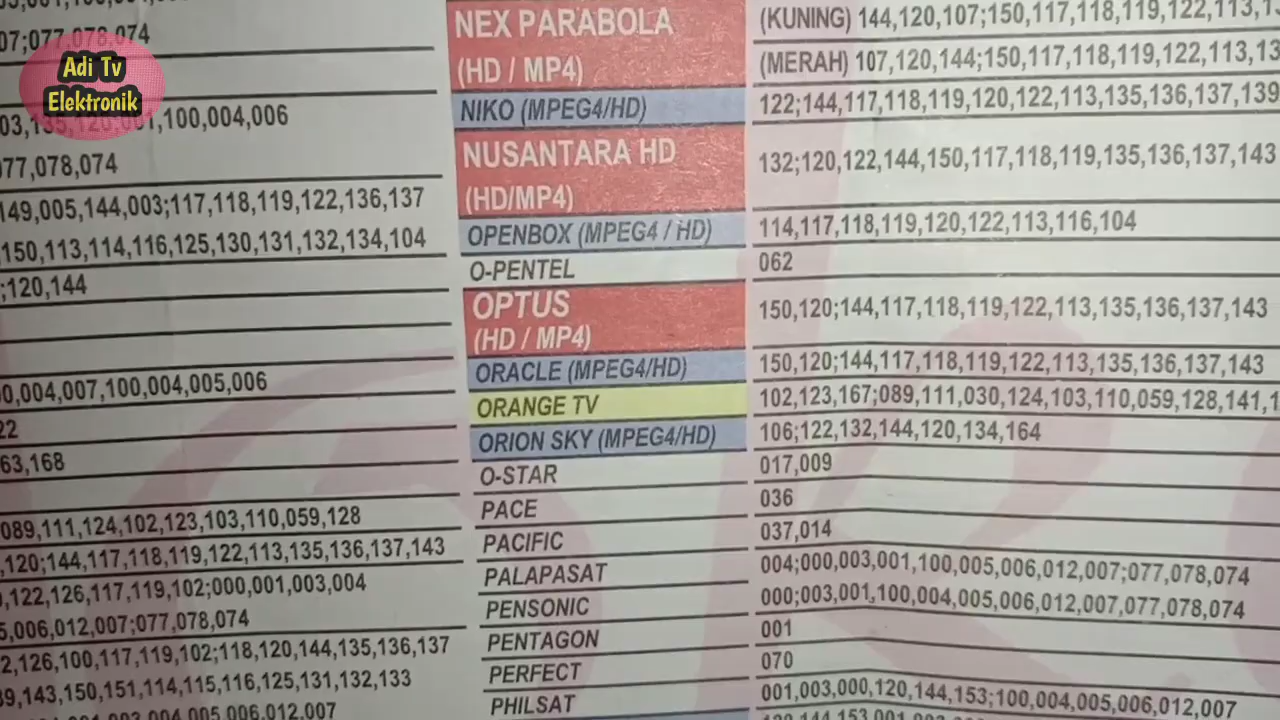 Adi Tv
Elektronik
07;077,078,074
100,004,006
077,078,074
149,005,144,003;117,118,119,122,136,137
150,113,114,116,125,130,131,132,134,104
;120,144
0,004,007,100,004,005,006
22
63,168
089,111,124,102,123,103,110,059,128
,120;144,117,118,119,122,113,135,136,137,143
,122,126,117,119,102;000,001,003,004
5,006,012,007;077,078,074
2,126,100,117,119,102;118,120,144,135,136,137
39,143,150,151,114,115,116,125,131,132,133
004,005,006,012,007
NEX PARABOLA
(HD / MP4)
(KUNING) 144,120,107;150,117,118,119,122,113,1
(MERAH) 107,120,144;150,117,118,119,122,113,13
NIKO (MPEG4/HD) 122;144,117,118,119,120,122,113,135,136,137,139
NUSANTARA HD
(HD/MP4)
132;120,122,144,150,117,118,119,135,136,137,143
OPENBOX (MPEG4 / HD) 114,117,118,119,120,122,113,116,104
O-PENTEL 062
OPTUS
(HD / MP4)
150,120;144,117,118,119,122,113,135,136,137,143
ORACLE (MPEG4/HD) 150,120;144,117,118,119,122,113,135,136,137,143
ORANGE TV 102,123,167;089,111,030,124,103,110,059,128,141,1
ORION SKY (MPEG4/HD) 106;122,132,144,120,134,164
O-STAR 017,009
PACE 036
PACIFIC 037,014
PALAPASAT 004;000,003,001,100,005,006,012,007;077,078,074
PENSONIC 000;003,001,100,004,005,006,012,007,077,078,074
PENTAGON 001
PERFECT 070
PHILSAT 001,003,000,120,144,153;100,004,005,006,012,007